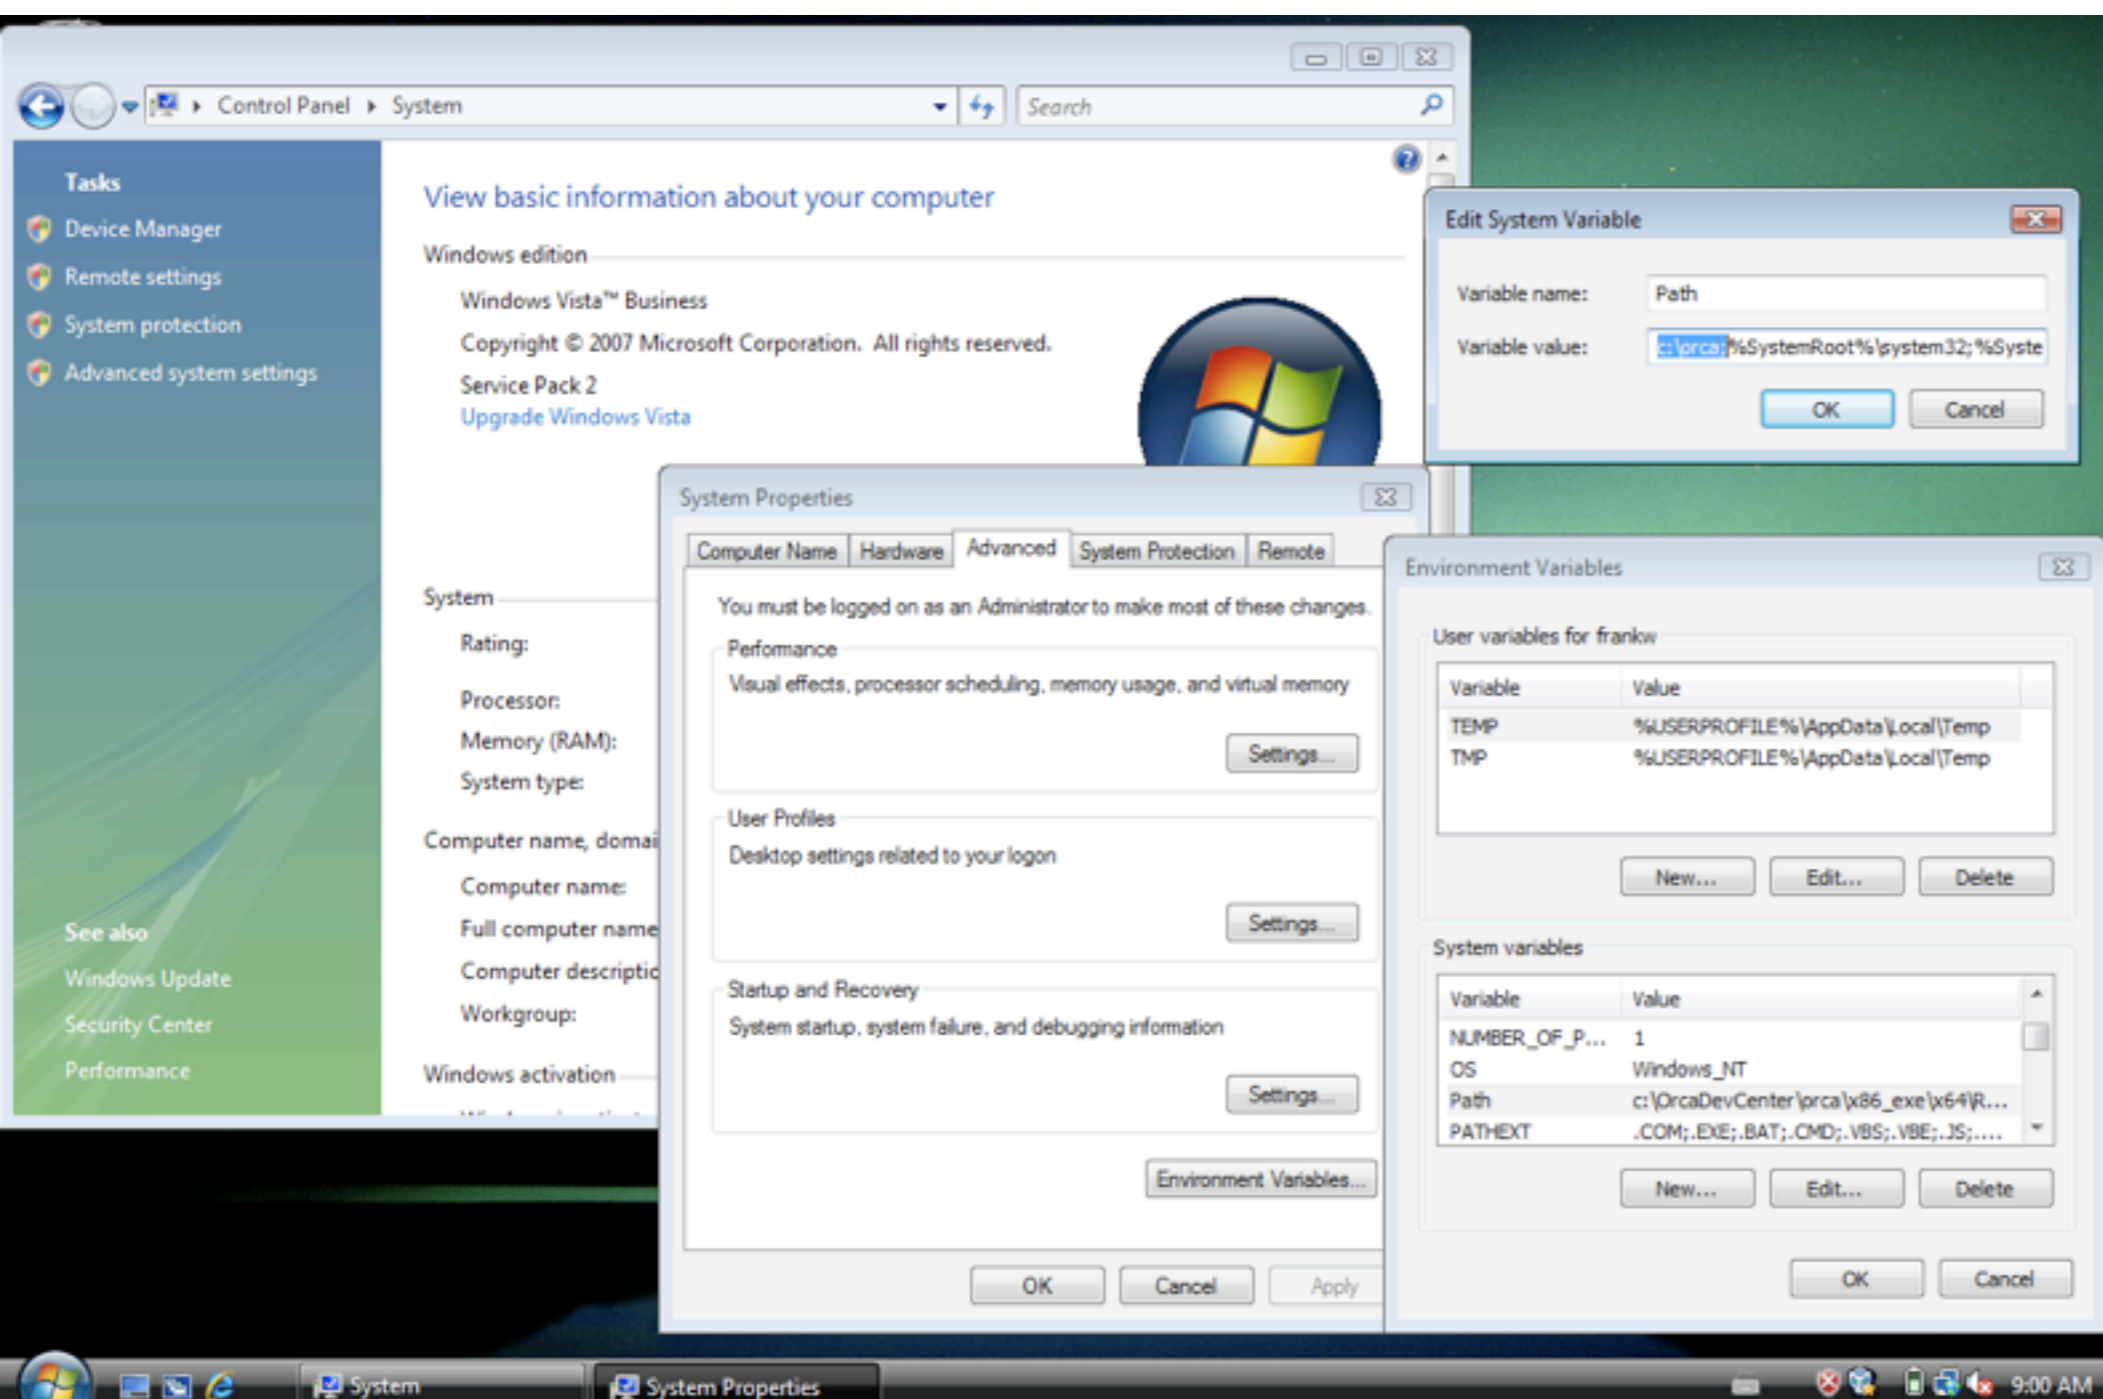 Control Panel
System
Search
Tasks
Device Manager
Remote settings
System protection
Advanced system settings
See also
Windows Update
Security Center
Performance
View basic information about your computer
Windows edition
Windows Vista™ Business
Copyright © 2007 Microsoft Corporation. All rights reserved.
Service Pack 2
Upgrade Windows Vista
System
Rating:
Processor:
Memory (RAM):
System type:
Computer name, domai
Computer name:
Full computer name
Computer descriptic
Workgroup:
Windows activation
Edit System Variable
Variable name: Path
Variable value: c:\orca;%SystemRoot%\system32;%Syste
OK Cancel
System Properties
Computer Name Hardware Advanced System Protection Remote
You must be logged on as an Administrator to make most of these changes.
Performance
Visual effects, processor scheduling, memory usage, and virtual memory
Settings...
User Profiles
Desktop settings related to your logon
Settings...
Startup and Recovery
System startup, system failure, and debugging information
Settings...
Environment Variables...
OK Cancel Apply
Environment Variables
User variables for frankw
Variable Value
TEMP %USERPROFILE%\AppData\Local\Temp
TMP %USERPROFILE%\AppData\Local\Temp
New... Edit... Delete
System variables
Variable Value
NUMBER_OF_P... 1
OS Windows_NT
Path c:\OrcaDevCenter\orca\x86_exe\x64\R...
PATHEXT .COM;.EXE;.BAT;.CMD;.VBS;.VBE;.JS;....
New... Edit... Delete
OK Cancel
System
System Properties
9:00 AM